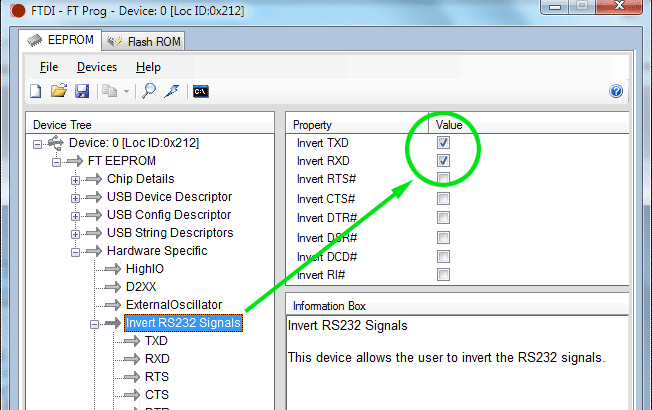 FTDI - FT Prog - Device: 0 [Loc ID:0x212]
EEPROM Flash ROM
File Devices Help
C:\
Device Tree
Device: 0 [Loc ID:0x212]
FT EEPROM
Chip Details
USB Device Descriptor
USB Config Descriptor
USB String Descriptors
Hardware Specific
HighIO
D2XX
ExternalOscillator
Invert RS232 Signals
TXD
RXD
RTS
CTS
DTR
Property Value
Invert TXD
Invert RXD
Invert RTS#
Invert CTS#
Invert DTR#
Invert DSR#
Invert DCD#
Invert RI#
Information Box
Invert RS232 Signals
This device allows the user to invert the RS232 signals.